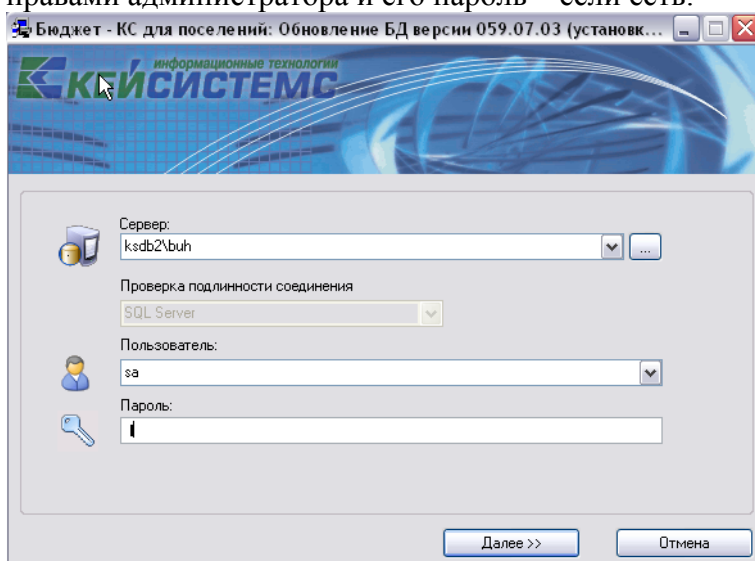 правами администратора и его пароль – если есть.
Бюджет - КС для поселений: Обновление БД версии 059.07.03 (установк...
информационные технологии
КЕЙСИСТЕМС
Сервер:
ksdb2\buh
...
Проверка подлинности соединения
SQL Server
Пользователь:
sa
Пароль:
Далее >>
Отмена